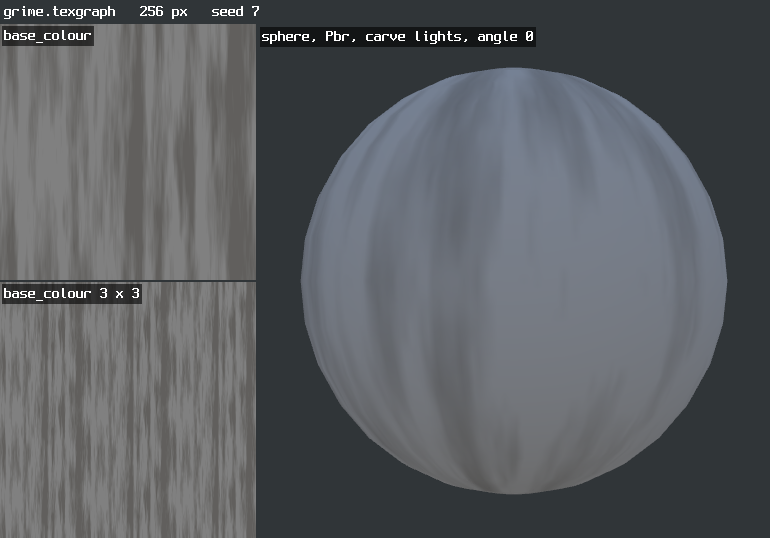 grime.texgraph   256 px   seed 7
base_colour
sphere, Pbr, carve lights, angle 0
base_colour 3 x 3